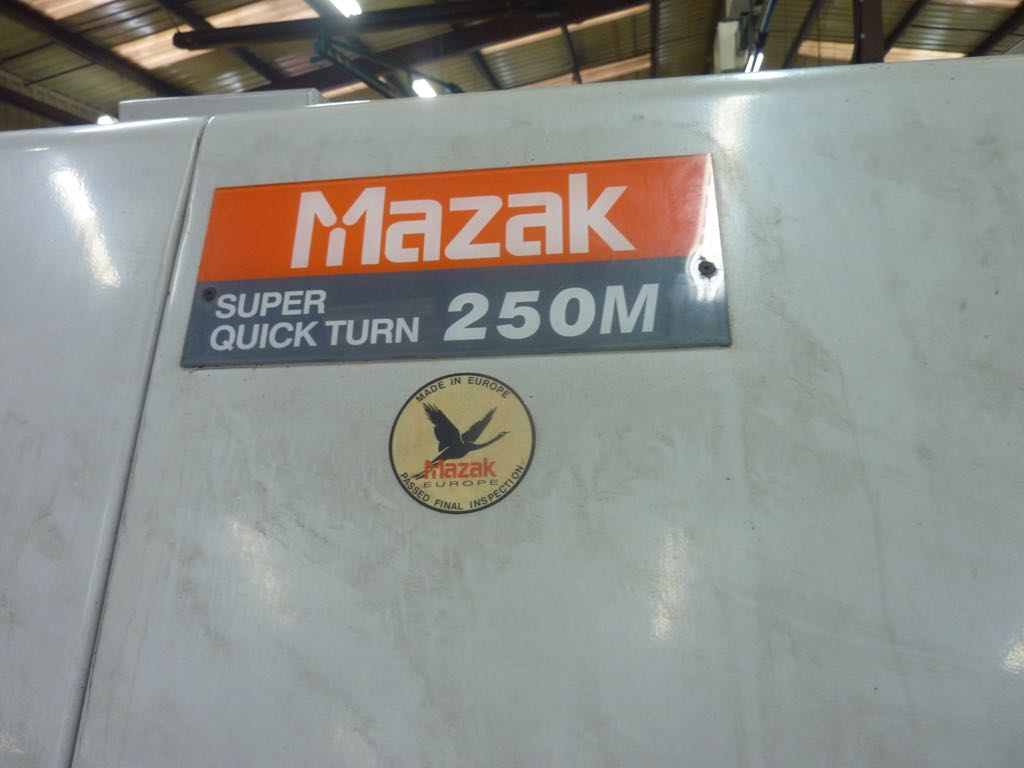 Mazak
SUPER
QUICK TURN 250M
MADE IN EUROPE
Mazak
EUROPE
PASSED FINAL INSPECTION